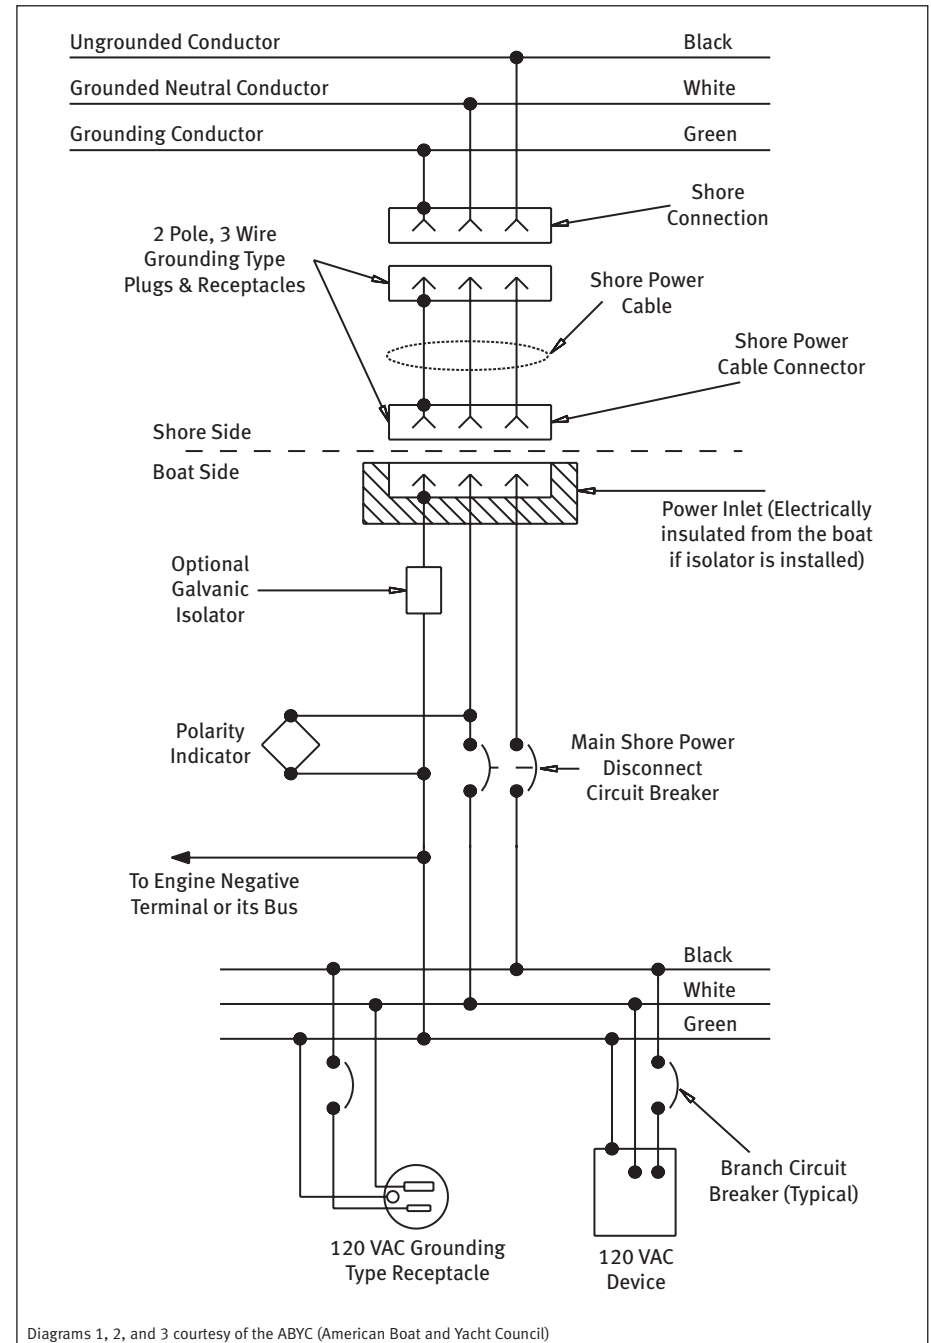 Ungrounded Conductor
Black
Grounded Neutral Conductor
White
Grounding Conductor
Green
Shore
Connection
2 Pole, 3 Wire
Grounding Type
Plugs & Receptacles
Shore Power
Cable
Shore Power
Cable Connector
Shore Side
Boat Side
Power Inlet (Electrically
insulated from the boat
if isolator is installed)
Optional
Galvanic
Isolator
Polarity
Indicator
Main Shore Power
Disconnect
Circuit Breaker
To Engine Negative
Terminal or its Bus
Black
White
Green
Branch Circuit
Breaker (Typical)
120 VAC Grounding
Type Receptacle
120 VAC
Device
Diagrams 1, 2, and 3 courtesy of the ABYC (American Boat and Yacht Council)